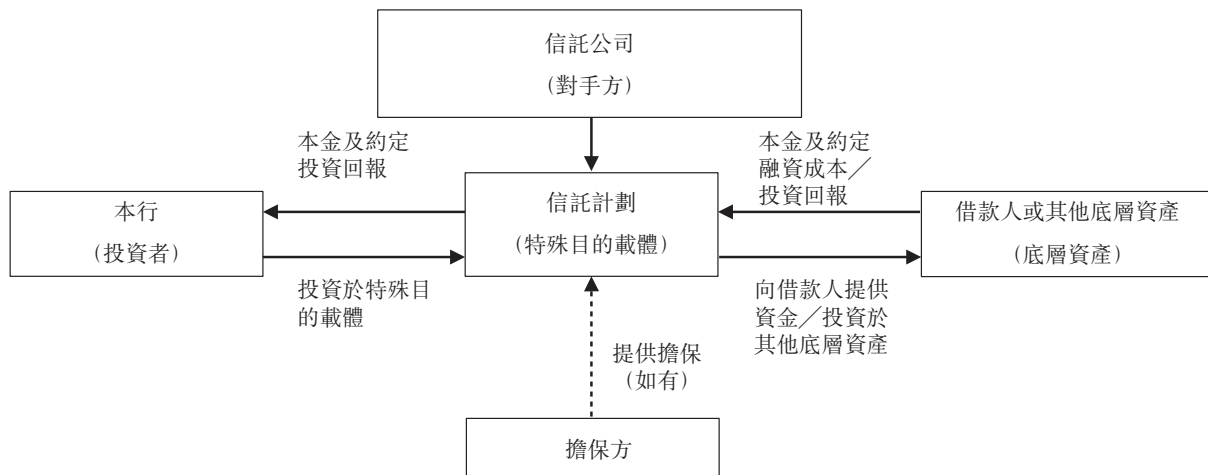 信託公司
(對手方)
本金及約定
投資回報
本金及約定
融資成本／
投資回報
本行
(投資者)
信託計劃
(特殊目的載體)
借款人或其他底層資產
(底層資產)
投資於特殊目
的載體
向借款人提供
資金／投資於
其他底層資產
提供擔保
(如有)
擔保方